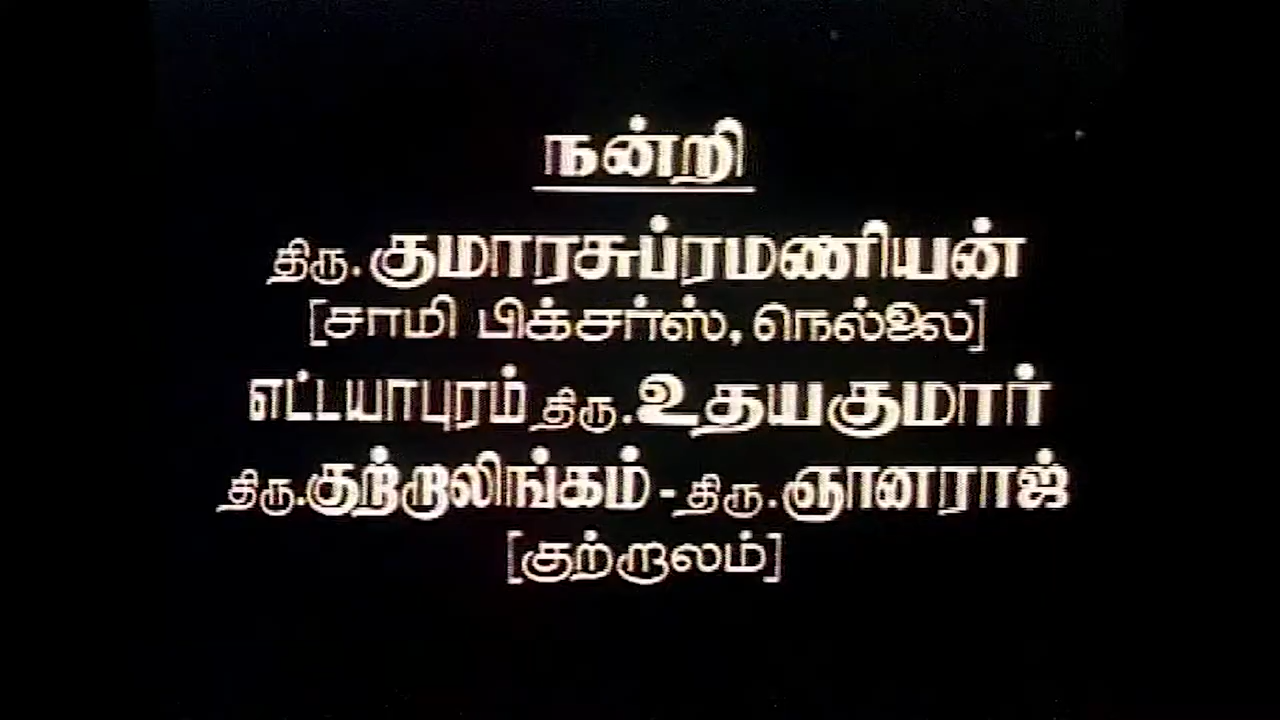 நன்றி
திரு. குமாரசுப்ரமணியன்
[சாமி பிக்சர்ஸ், நெல்லை]
எட்டயாபுரம் திரு. உதயகுமார்
திரு. குற்றாலிங்கம் - திரு. ஞானராஜ்
[குற்றாலம்]